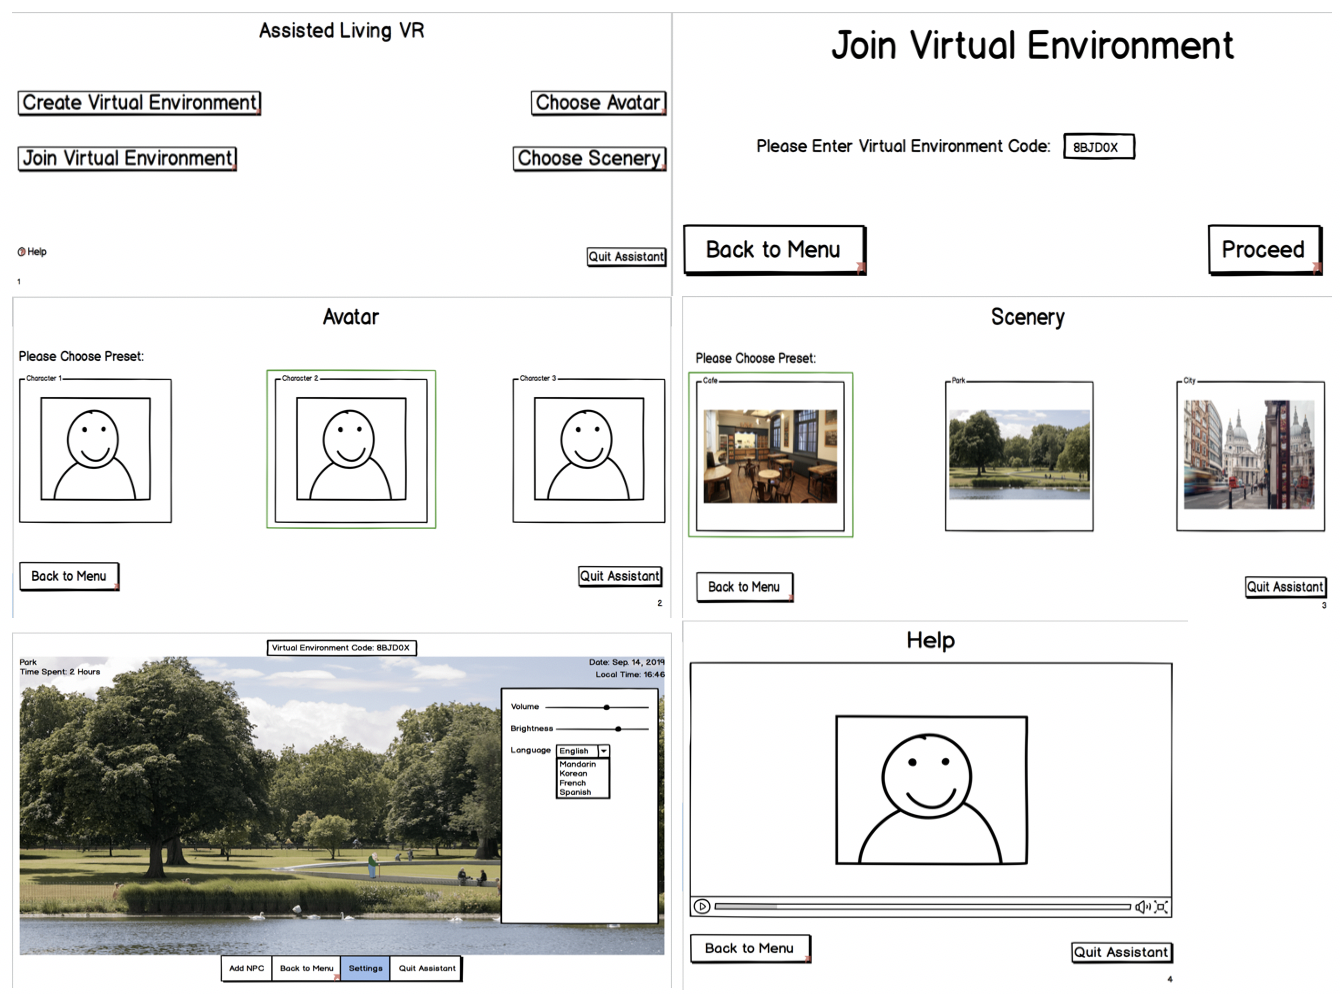 Assisted Living VR
Create Virtual Environment
Choose Avatar
Join Virtual Environment
Choose Scenery
Help
Quit Assistant
1
Join Virtual Environment
Please Enter Virtual Environment Code: 8BJD0X
Back to Menu
Proceed
Avatar
Please Choose Preset:
Character 1
Character 2
Character 3
Back to Menu
Quit Assistant
2
Scenery
Please Choose Preset:
Cafe
Park
City
Back to Menu
Quit Assistant
3
Virtual Environment Code: 8BJD0X
Park
Time Spent: 2 Hours
Date: Sep. 14, 2019
Local Time: 16:46
Volume
Brightness
Language English
Mandarin
Korean
French
Spanish
Add NPC
Back to Menu
Settings
Quit Assistant
Help
Back to Menu
Quit Assistant
4